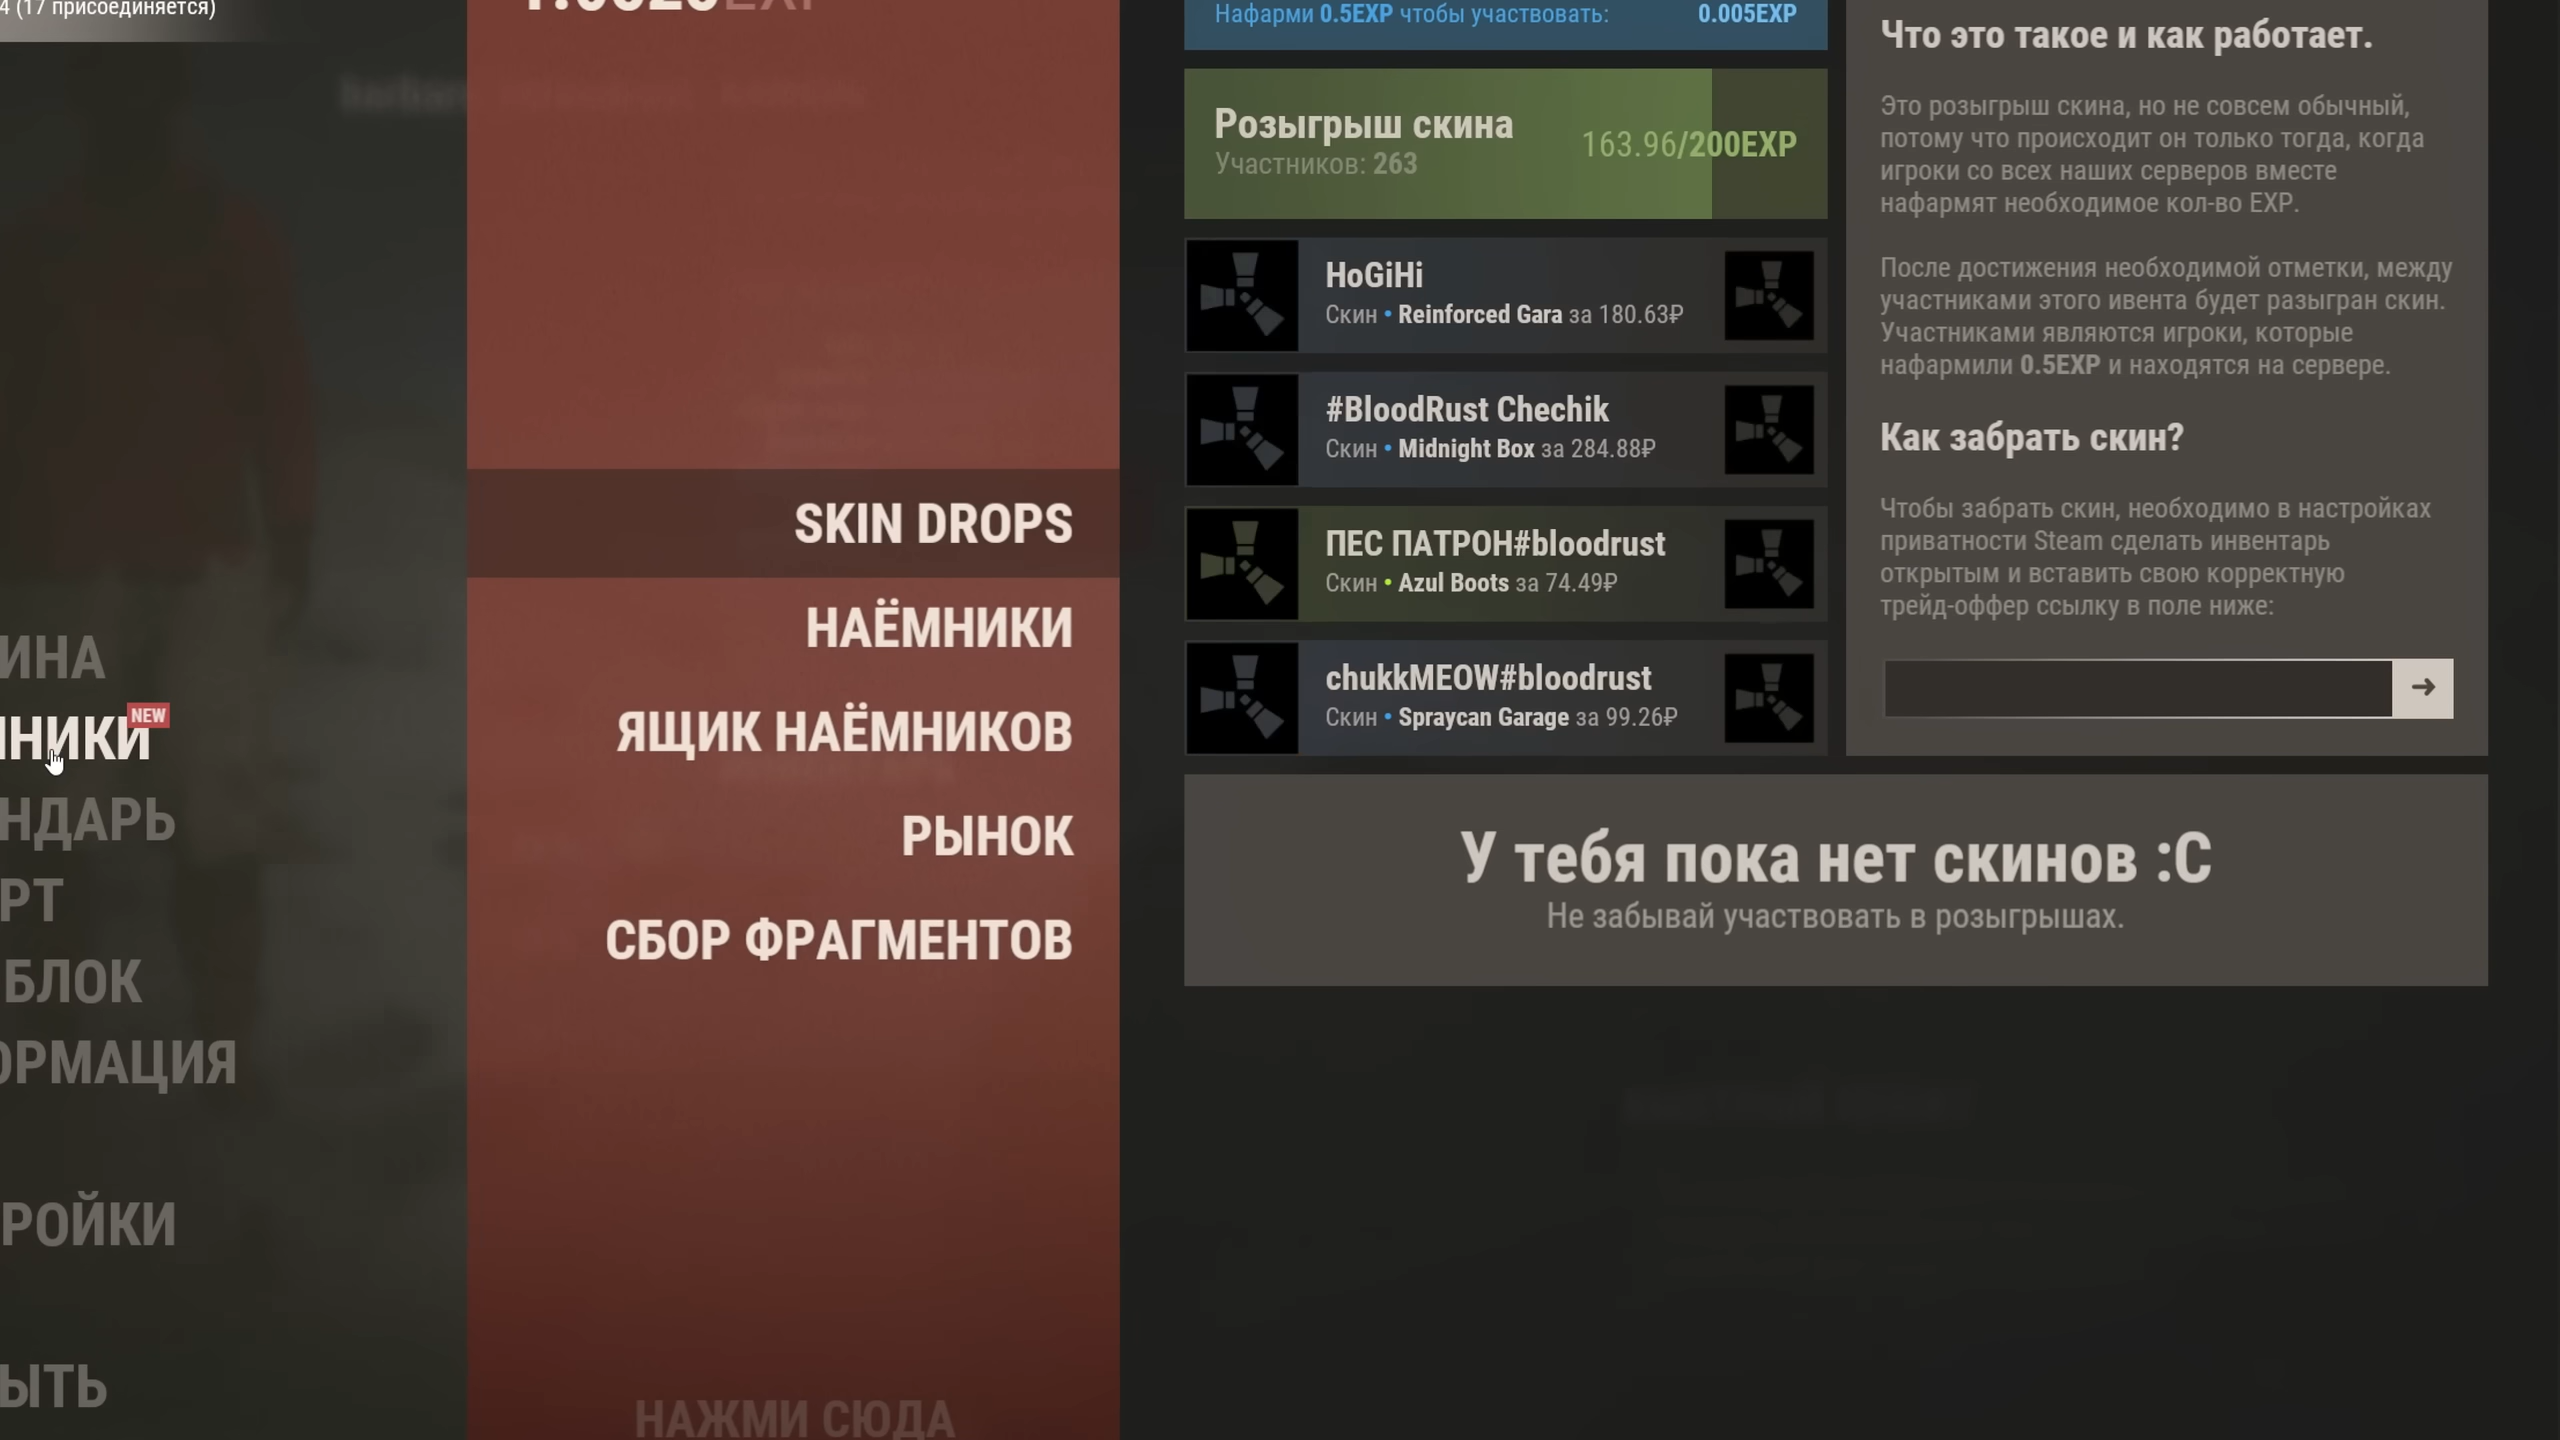 4 (17 присоединяется)
ИНА
НИКИ
NEW
НДАРЬ
РТ
БЛОК
ОРМАЦИЯ
РОЙКИ
ЫТЬ
SKIN DROPS
НАЁМНИКИ
ЯЩИК НАЁМНИКОВ
РЫНОК
СБОР ФРАГМЕНТОВ
НАЖМИ СЮДА
Нафарми 0.5EXP чтобы участвовать: 0.005EXP
Розыгрыш скина
Участников: 263
163.96/200EXP
HoGiHi
Скин • Reinforced Gara за 180.63₽
#BloodRust Chechik
Скин • Midnight Box за 284.88₽
ПЕС ПАТРОН#bloodrust
Скин • Azul Boots за 74.49₽
chukkMEOW#bloodrust
Скин • Spraycan Garage за 99.26₽
Что это такое и как работает.
Это розыгрыш скина, но не совсем обычный,
потому что происходит он только тогда, когда
игроки со всех наших серверов вместе
нафармят необходимое кол-во EXP.
После достижения необходимой отметки, между
участниками этого ивента будет разыгран скин.
Участниками являются игроки, которые
нафармили 0.5EXP и находятся на сервере.
Как забрать скин?
Чтобы забрать скин, необходимо в настройках
приватности Steam сделать инвентарь
открытым и вставить свою корректную
трейд-оффер ссылку в поле ниже:
У тебя пока нет скинов :C
Не забывай участвовать в розыгрышах.